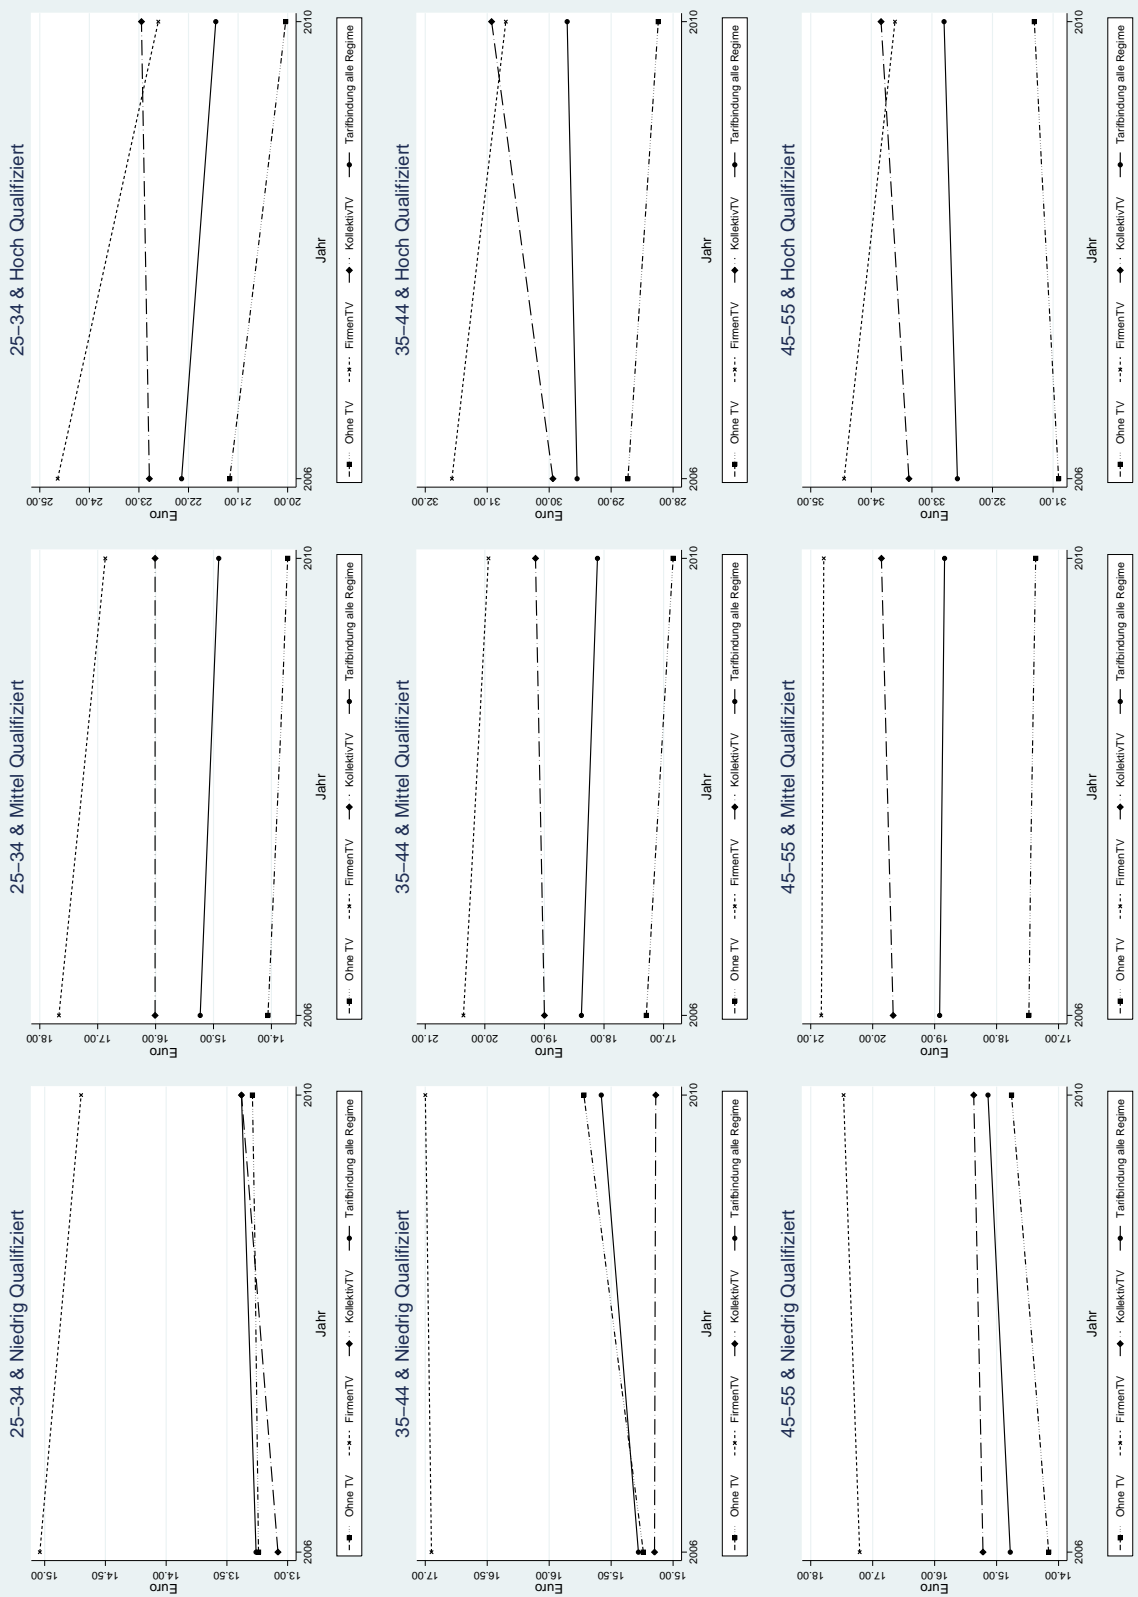 25–34 & Niedrig Qualifiziert
Euro
15.00
14.50
14.00
13.50
13.00
2006
2010
Jahr
Ohne TV FirmenTV KollektivTV Tarifbindung alle Regime
25–34 & Mittel Qualifiziert
Euro
18.00
17.00
16.00
15.00
14.00
2006
2010
Jahr
Ohne TV FirmenTV KollektivTV Tarifbindung alle Regime
25–34 & Hoch Qualifiziert
Euro
25.00
24.00
23.00
22.00
21.00
20.00
2006
2010
Jahr
Ohne TV FirmenTV KollektivTV Tarifbindung alle Regime
35–44 & Niedrig Qualifiziert
Euro
17.00
16.50
16.00
15.50
15.00
2006
2010
Jahr
Ohne TV FirmenTV KollektivTV Tarifbindung alle Regime
35–44 & Mittel Qualifiziert
Euro
21.00
20.00
19.00
18.00
17.00
2006
2010
Jahr
Ohne TV FirmenTV KollektivTV Tarifbindung alle Regime
35–44 & Hoch Qualifiziert
Euro
32.00
31.00
30.00
29.00
28.00
2006
2010
Jahr
Ohne TV FirmenTV KollektivTV Tarifbindung alle Regime
45–55 & Niedrig Qualifiziert
Euro
18.00
17.00
16.00
15.00
14.00
2006
2010
Jahr
Ohne TV FirmenTV KollektivTV Tarifbindung alle Regime
45–55 & Mittel Qualifiziert
Euro
21.00
20.00
19.00
18.00
17.00
2006
2010
Jahr
Ohne TV FirmenTV KollektivTV Tarifbindung alle Regime
45–55 & Hoch Qualifiziert
Euro
35.00
34.00
33.00
32.00
31.00
2006
2010
Jahr
Ohne TV FirmenTV KollektivTV Tarifbindung alle Regime